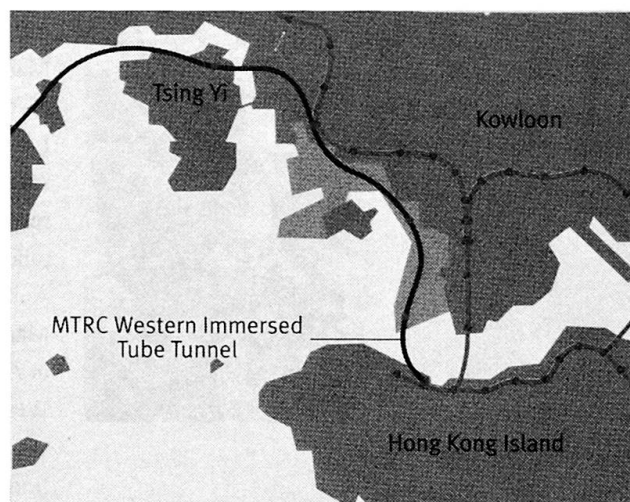 Tsing Yi
Kowloon
MTRC Western Immersed
Tube Tunnel
Hong Kong Island